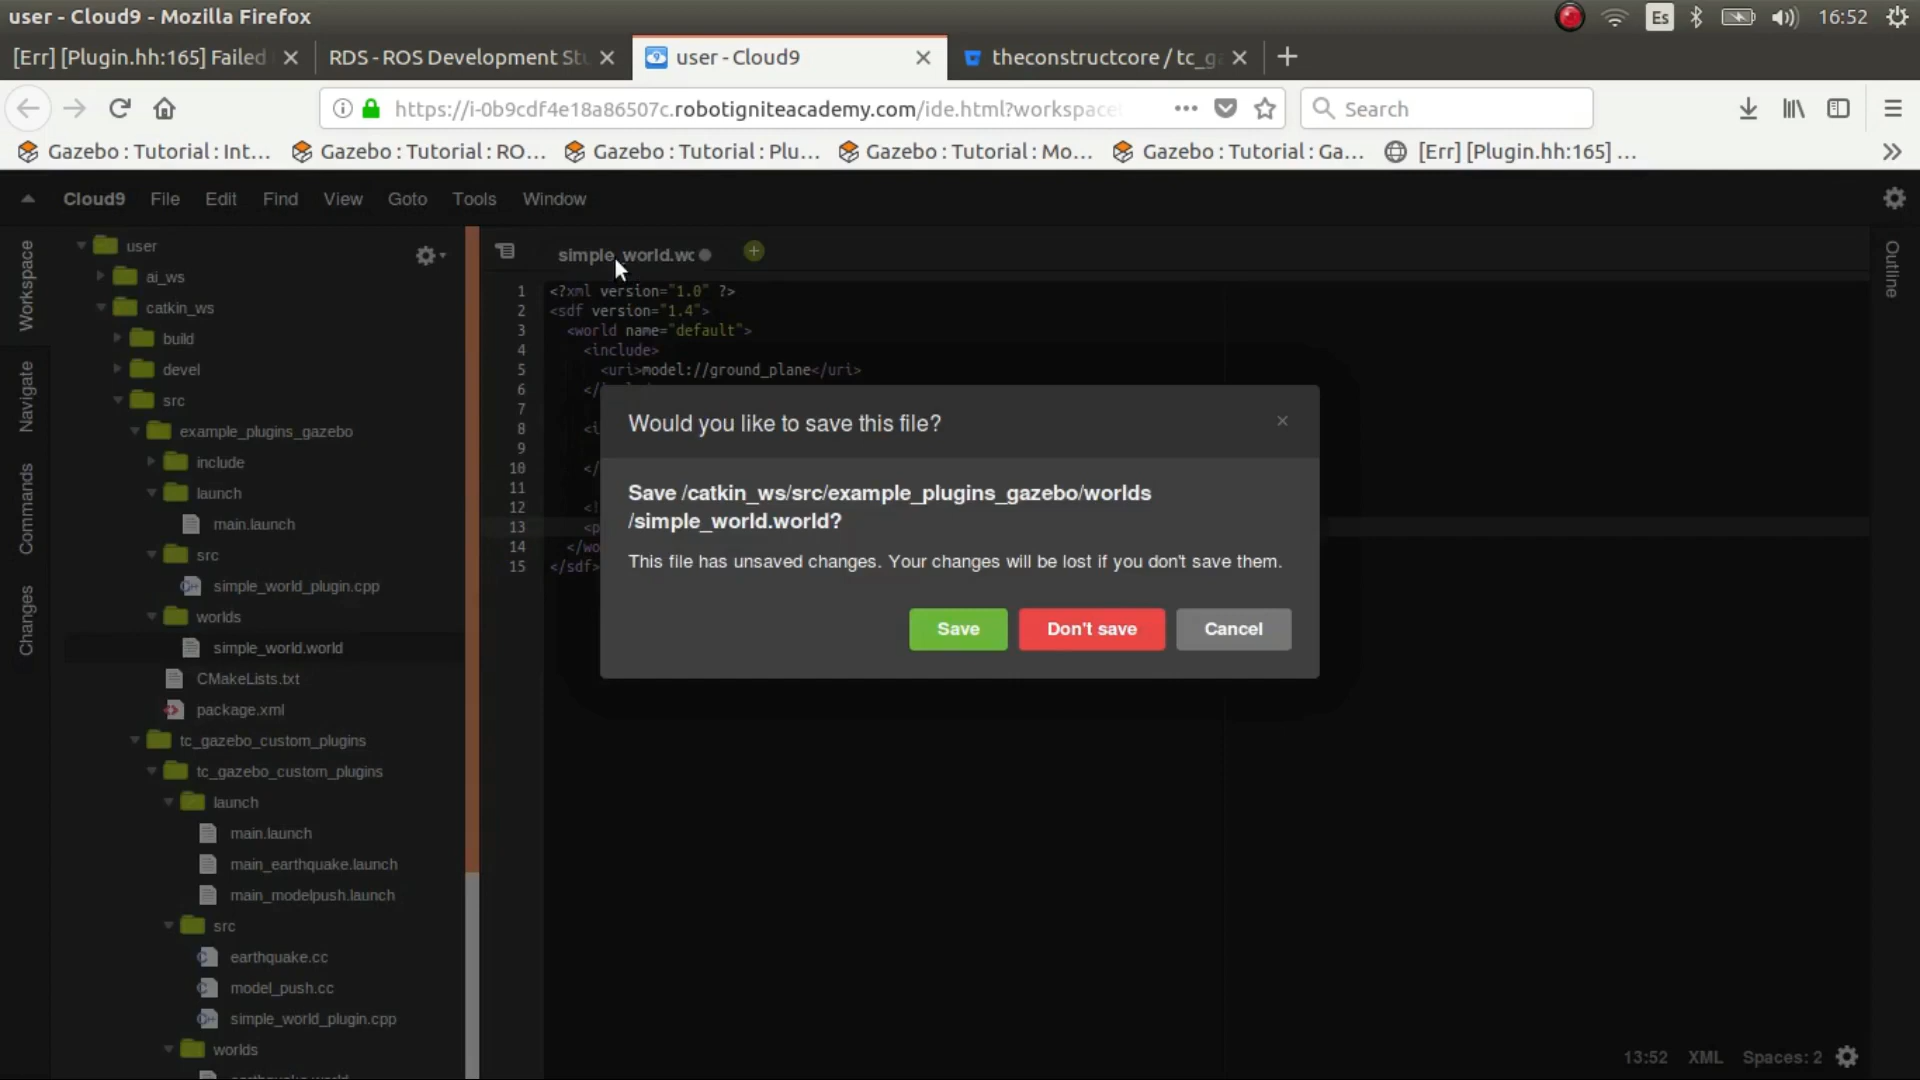 user - Cloud9 - Mozilla Firefox
Es
16:52
[Err] [Plugin.hh:165] Failed
RDS - ROS Development Stu
user - Cloud9
theconstructcore / tc_ga
https://i-0b9cdf4e18a86507c.robotigniteacademy.com/ide.html?workspace
Search
Gazebo : Tutorial : Int...
Gazebo : Tutorial : RO...
Gazebo : Tutorial : Plu...
Gazebo : Tutorial : Mo...
Gazebo : Tutorial : Ga...
[Err] [Plugin.hh:165] ...
Cloud9 File Edit Find View Goto Tools Window
Workspace
Navigate
Commands
Changes
user
ai_ws
catkin_ws
build
devel
src
example_plugins_gazebo
include
launch
main.launch
src
simple_world_plugin.cpp
worlds
simple_world.world
CMakeLists.txt
package.xml
tc_gazebo_custom_plugins
tc_gazebo_custom_plugins
launch
main.launch
main_earthquake.launch
main_modelpush.launch
src
earthquake.cc
model_push.cc
simple_world_plugin.cpp
worlds
simple_world.wo
1 <?xml version="1.0" ?>
2 <sdf version="1.4">
3 <world name="default">
4 <include>
5 <uri>model://ground_plane</uri>
6 </
7
8 <i
9
10 </
11
12 <!
13 <p
14 </wo
15 </sdf>
Would you like to save this file?
Save /catkin_ws/src/example_plugins_gazebo/worlds
/simple_world.world?
This file has unsaved changes. Your changes will be lost if you don't save them.
Save
Don't save
Cancel
Outline
13:52 XML Spaces: 2